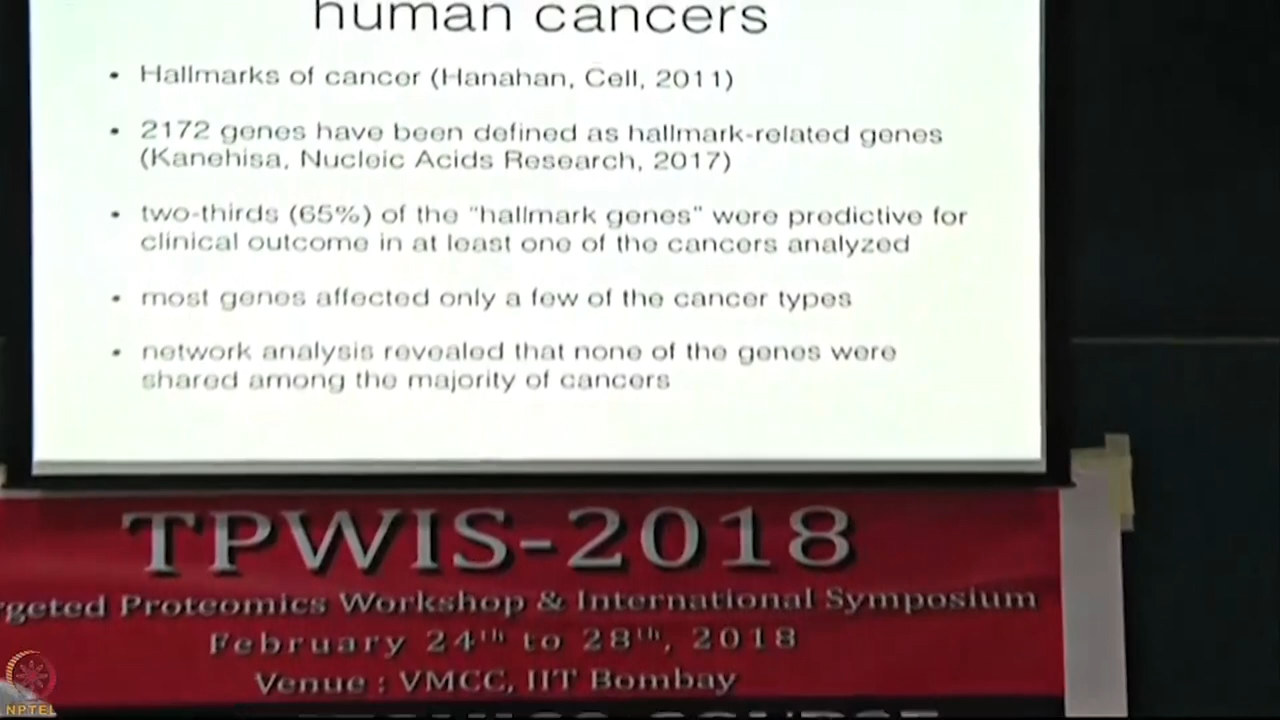 human cancers
• Hallmarks of cancer (Hanahan, Cell, 2011)
• 2172 genes have been defined as hallmark-related genes
(Kanehisa, Nucleic Acids Research, 2017)
• two-thirds (65%) of the "hallmark genes" were predictive for
clinical outcome in at least one of the cancers analyzed
• most genes affected only a few of the cancer types
• network analysis revealed that none of the genes were
shared among the majority of cancers
TPWIS-2018
rgeted Proteomics Workshop & International Symposium
February 24th to 28th, 2018
Venue : VMCC, IIT Bombay
NPTEL